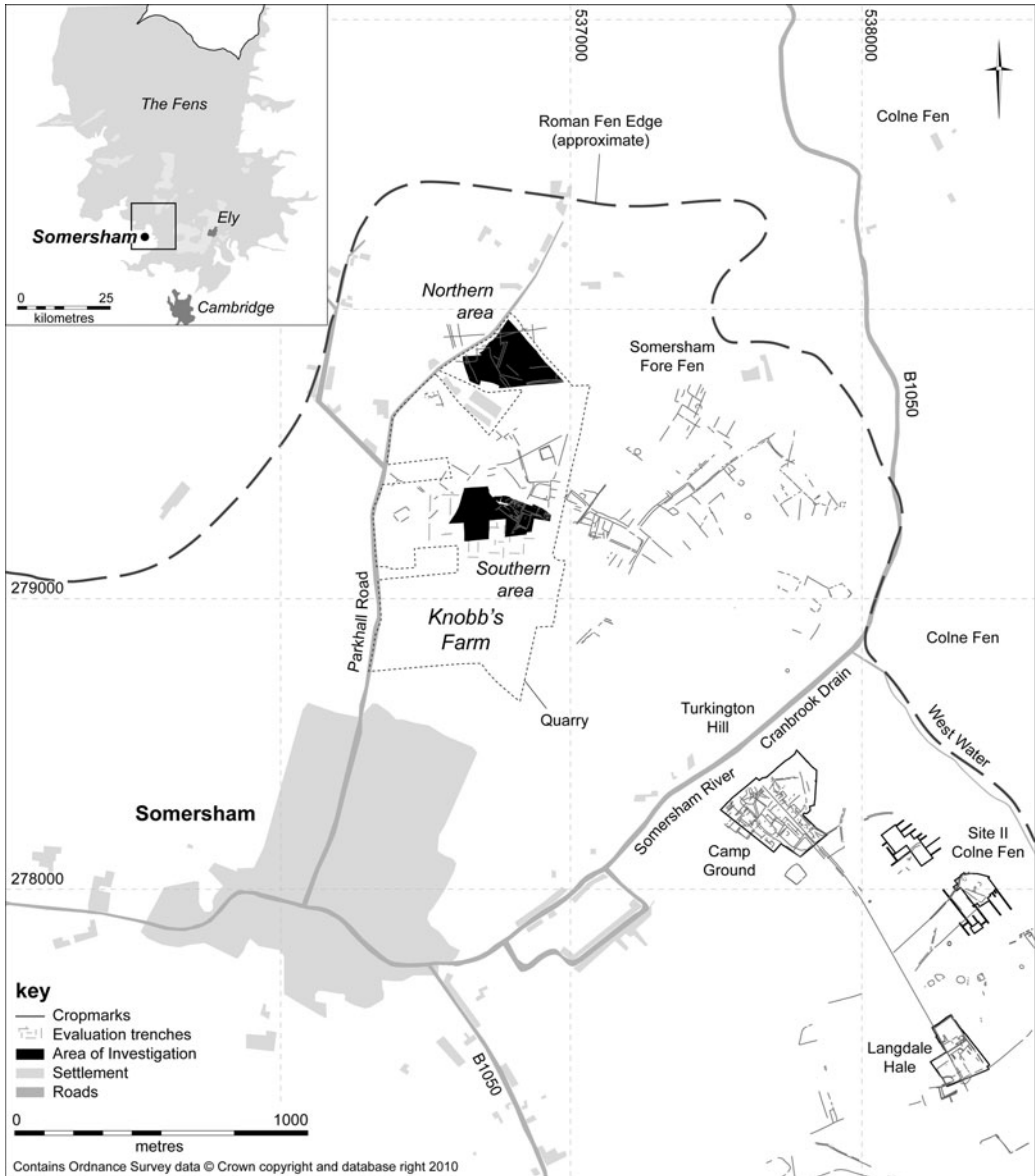 The Fens
Ely
Somersham
0 25
kilometres
Cambridge
537000
538000
Colne Fen
Roman Fen Edge
(approximate)
Northern
area
Somersham
Fore Fen
B1050
279000
Southern
area
Parkhall Road
Knobb's
Farm
Colne Fen
Quarry
Turkington
Hill
Cranbrook Drain
West Water
Somersham River
Somersham
Camp
Ground
Site II
Colne Fen
278000
Langdale
Hale
B1050
key
Cropmarks
Evaluation trenches
Area of Investigation
Settlement
Roads
0 1000
metres
Contains Ordnance Survey data © Crown copyright and database right 2010